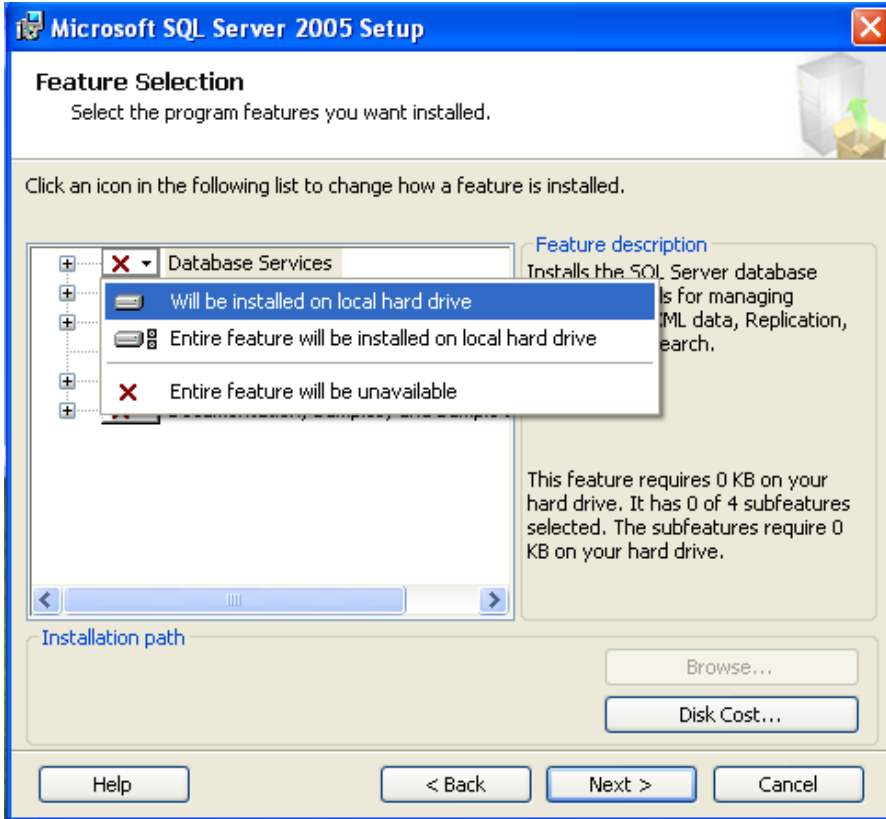 Microsoft SQL Server 2005 Setup
Feature Selection
Select the program features you want installed.
Click an icon in the following list to change how a feature is installed.
Database Services
Will be installed on local hard drive
Entire feature will be installed on local hard drive
Entire feature will be unavailable
Feature description
Installs the SQL Server database
ls for managing
ML data, Replication,
earch.
This feature requires 0 KB on your
hard drive. It has 0 of 4 subfeatures
selected. The subfeatures require 0
KB on your hard drive.
Installation path
Browse...
Disk Cost...
Help
< Back
Next >
Cancel